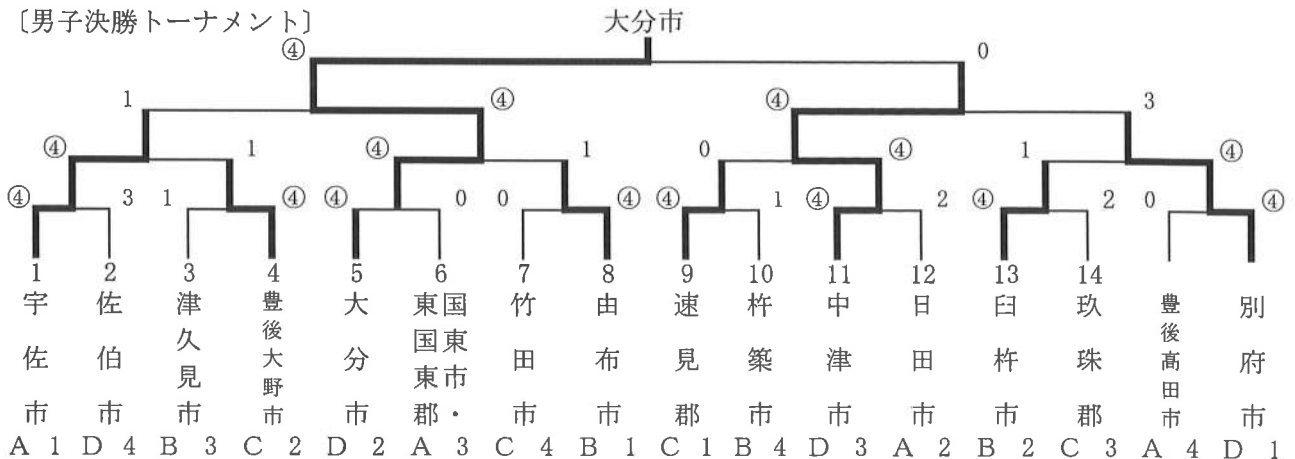 〔男子決勝トーナメント〕
大分市
④ 0
1 ④ ④ 3
④ 1 ④ 1 0 ④ 1 ④
④ 3 1 ④ ④ 0 0 ④ ④ 1 ④ 2 ④ 2 0 ④
1 2 3 4 5 6 7 8 9 10 11 12 13 14
宇佐市
佐伯市
津久見市
豊後大野市
大分市
国東市・
東国東郡
竹田市
由布市
速見郡
杵築市
中津市
日田市
臼杵市
玖珠郡
豊後高田市
別府市
A 1 D 4 B 3 C 2 D 2 A 3 C 4 B 1 C 1 B 4 D 3 A 2 B 2 C 3 A 4 D 1